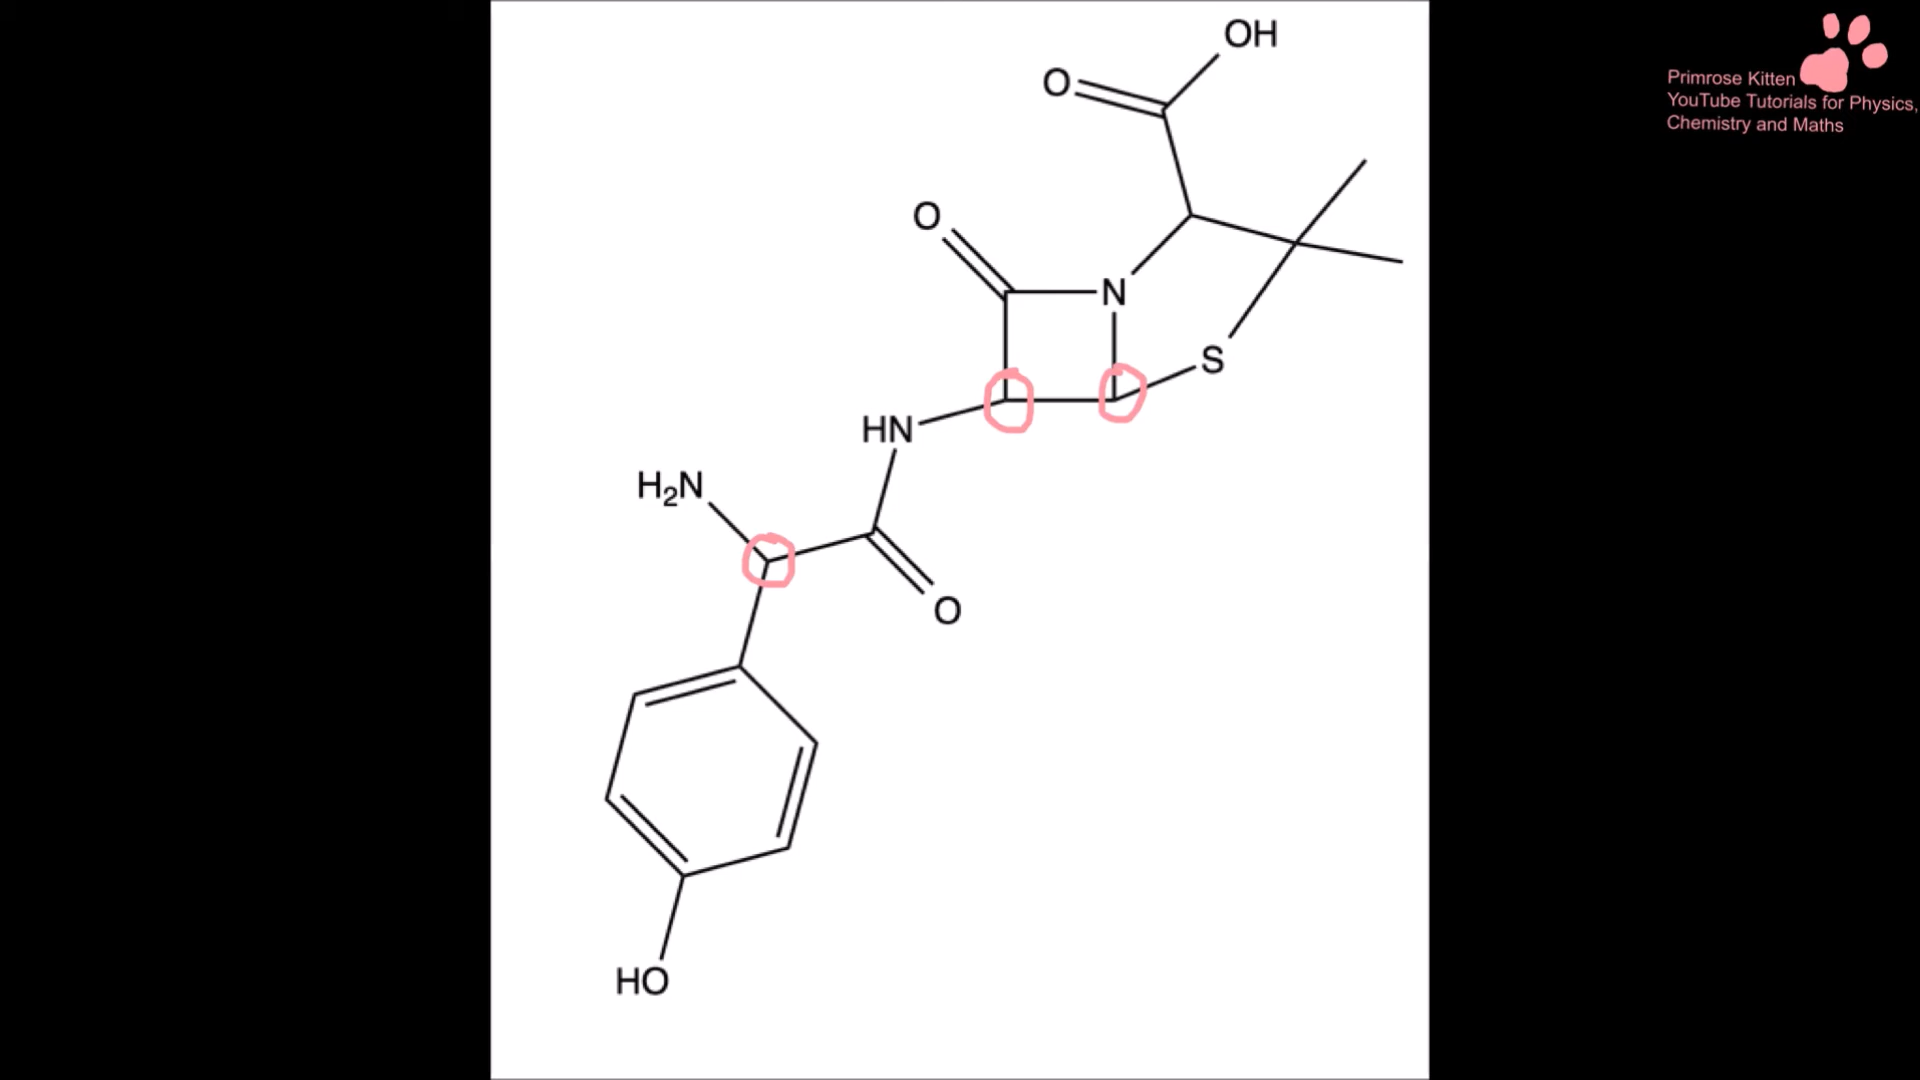 OH
O
Primrose Kitten
YouTube Tutorials for Physics,
Chemistry and Maths
O
N
S
HN
H₂N
O
HO